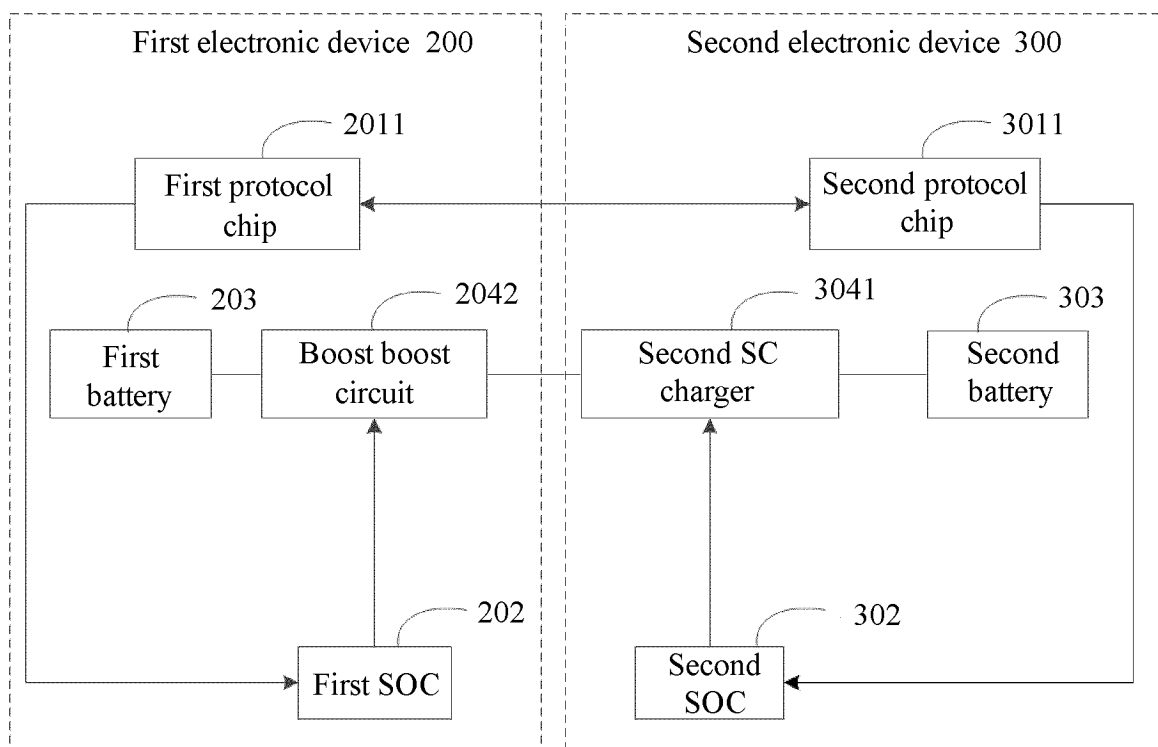 First electronic device 200
Second electronic device 300
2011
First protocol
chip
3011
Second protocol
chip
203
First
battery
2042
Boost boost
circuit
3041
Second SC
charger
303
Second
battery
202
First SOC
302
Second
SOC